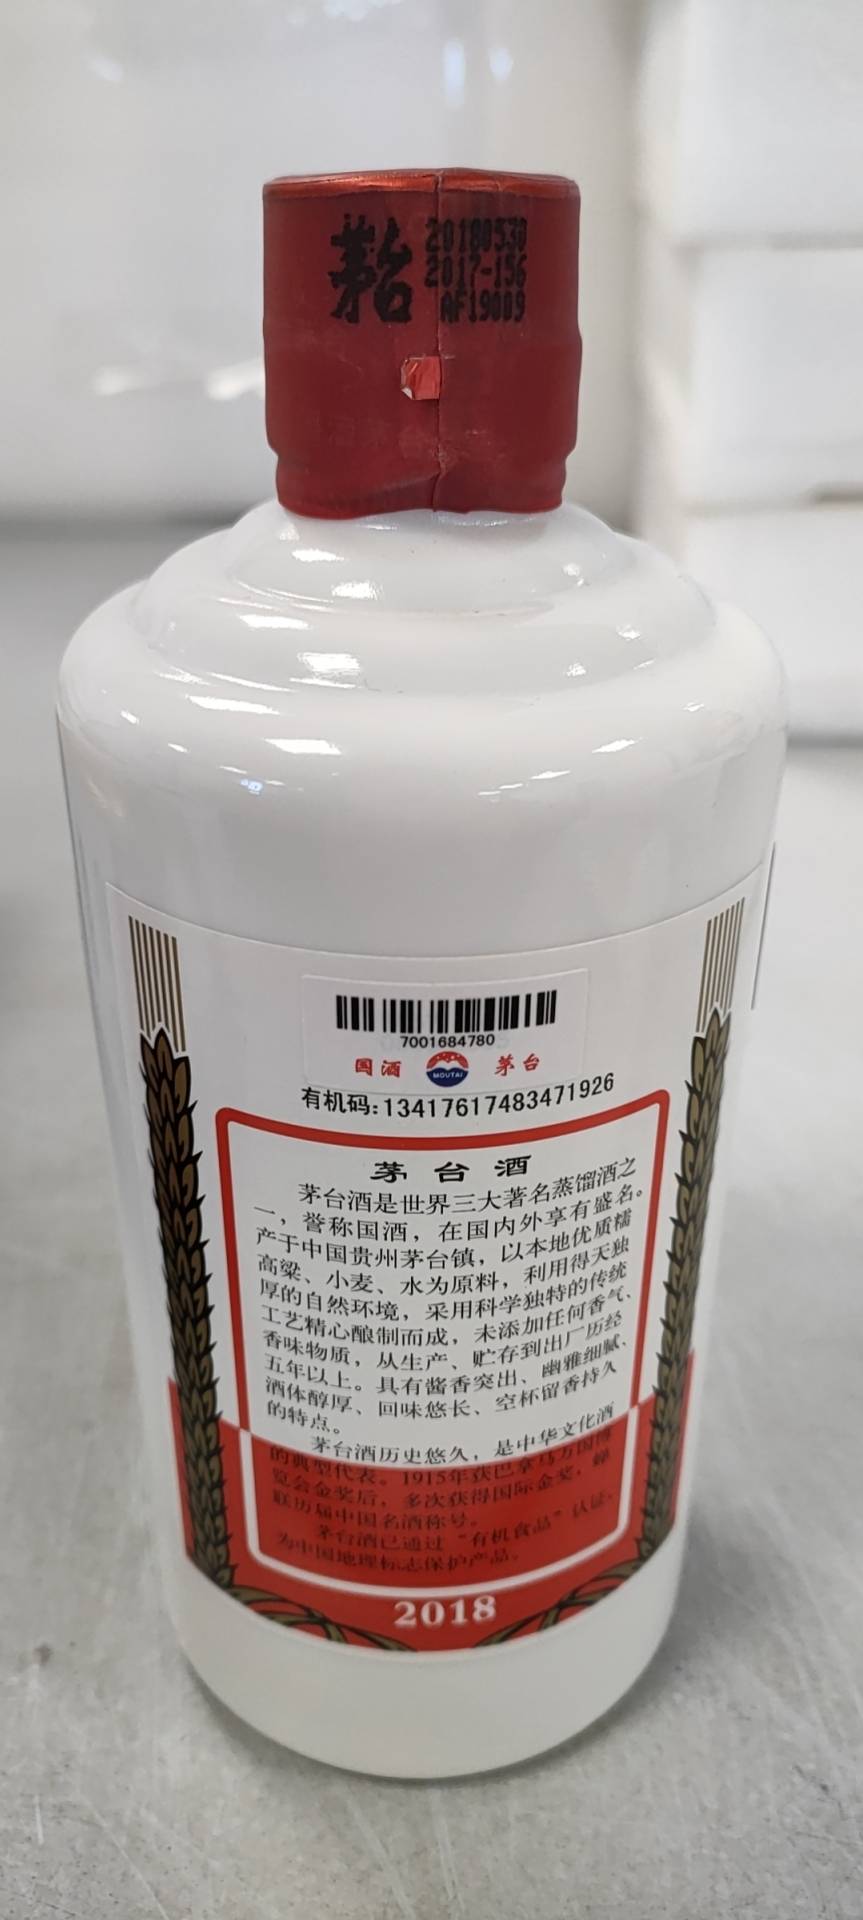 茅台
20180530
2017-156
AF19009
7001684780
国酒 MOUTAI 茅台
有机码:13417617483471926
茅台酒
茅台酒是世界三大著名蒸馏酒之
一，誉称国酒，在国内外享有盛名。
产于中国贵州茅台镇，以本地优质糯
高粱、小麦、水为原料，利用得天独
厚的自然环境，采用科学独特的传统
工艺精心酿制而成，未添加任何香气、
香味物质，从生产、贮存到出厂历经
五年以上。具有酱香突出、幽雅细腻、
酒体醇厚、回味悠长、空杯留香持久
的特点。
茅台酒历史悠久，是中华文化酒
的典型代表。1915年获巴拿马万国博
览会金奖后，多次获得国际金奖，蝉
联历届中国名酒称号。
茅台酒已通过“有机食品”认证，
为中国地理标志保护产品。
2018